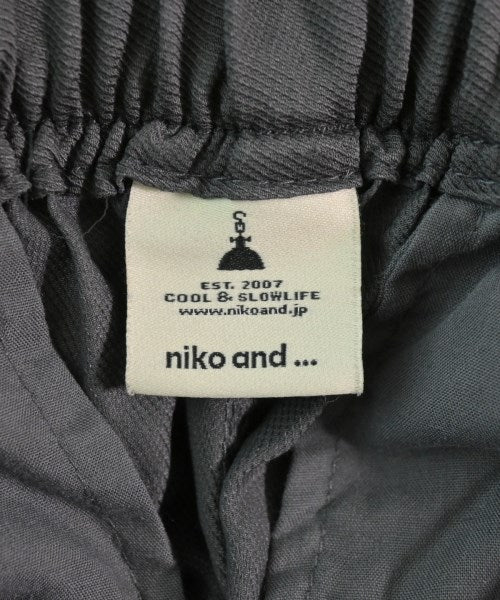 EST. 2007
COOL & SLOWLIFE
www.nikoand.jp
niko and ...